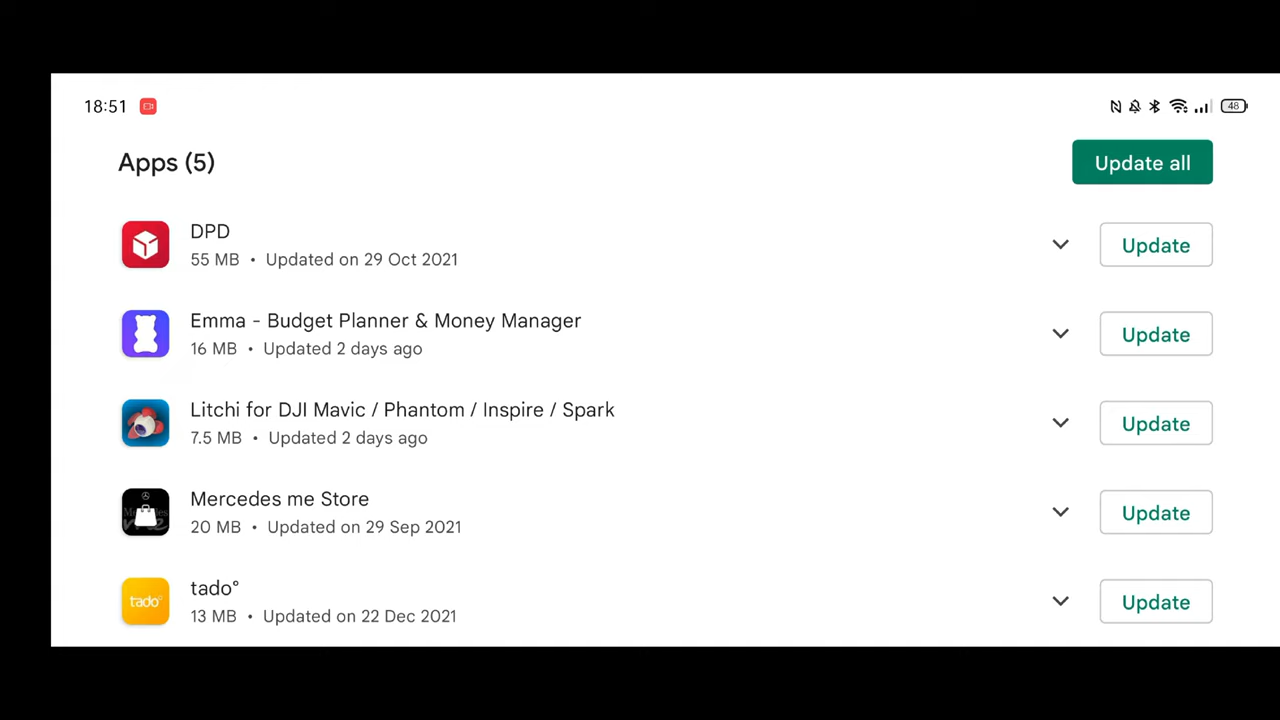 18:51 48
Apps (5) Update all
DPD
55 MB • Updated on 29 Oct 2021 Update
Emma - Budget Planner & Money Manager
16 MB • Updated 2 days ago Update
Litchi for DJI Mavic / Phantom / Inspire / Spark
7.5 MB • Updated 2 days ago Update
Mercedes me Store
20 MB • Updated on 29 Sep 2021 Update
tado°
tado°
13 MB • Updated on 22 Dec 2021 Update